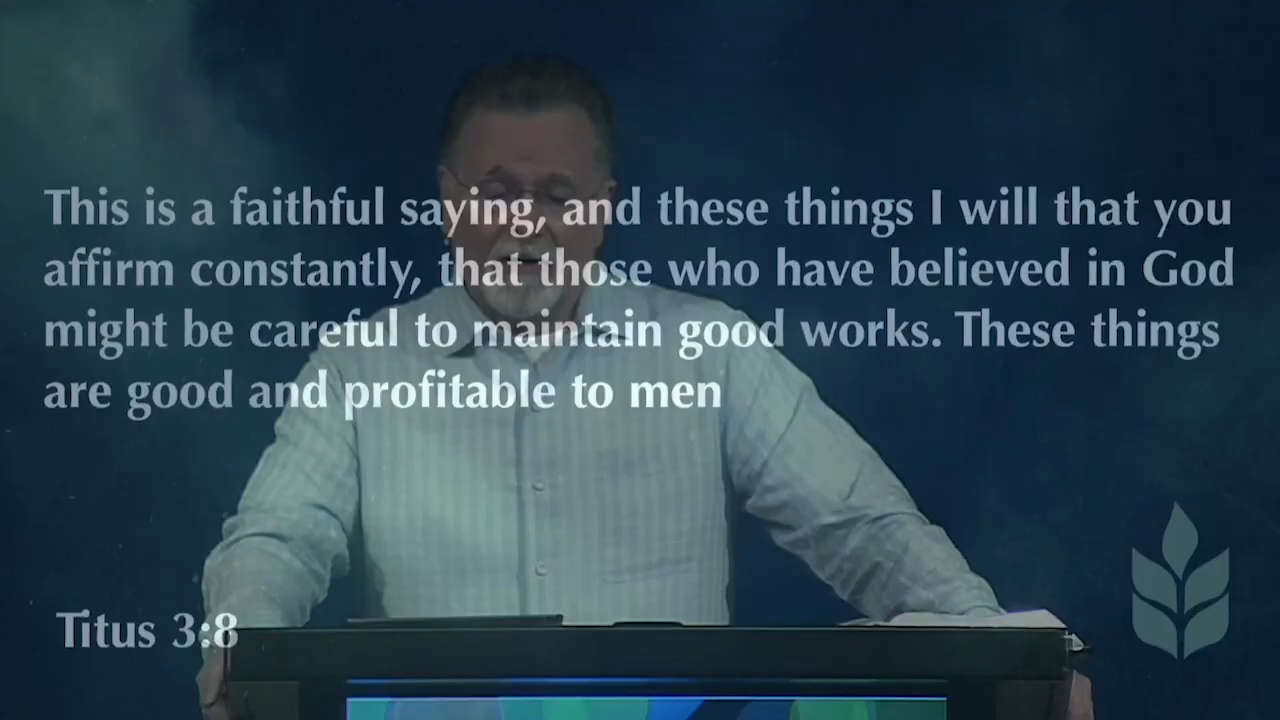 This is a faithful saying, and these things I will that you
affirm constantly, that those who have believed in God
might be careful to maintain good works. These things
are good and profitable to men
Titus 3:8